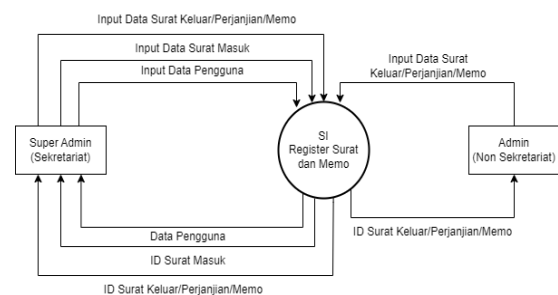 Input Data Surat Keluar/Perjanjian/Memo
Input Data Surat Masuk
Input Data Pengguna
Input Data Surat
Keluar/Perjanjian/Memo
Super Admin
(Sekretariat)
SI
Register Surat
dan Memo
Admin
(Non Sekretariat)
Data Pengguna
ID Surat Keluar/Perjanjian/Memo
ID Surat Masuk
ID Surat Keluar/Perjanjian/Memo